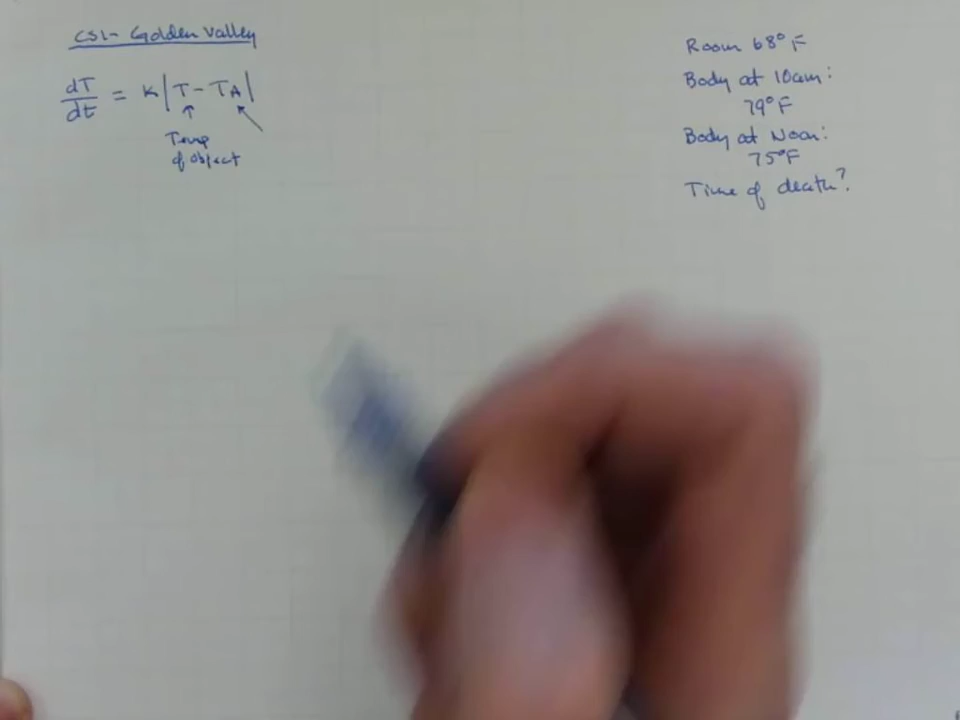 CSI- Golden Valley
dT/dt = K|T - TA|
Temp
of object
Room 68°F
Body at 10am:
79°F
Body at Noon:
75°F
Time of death?